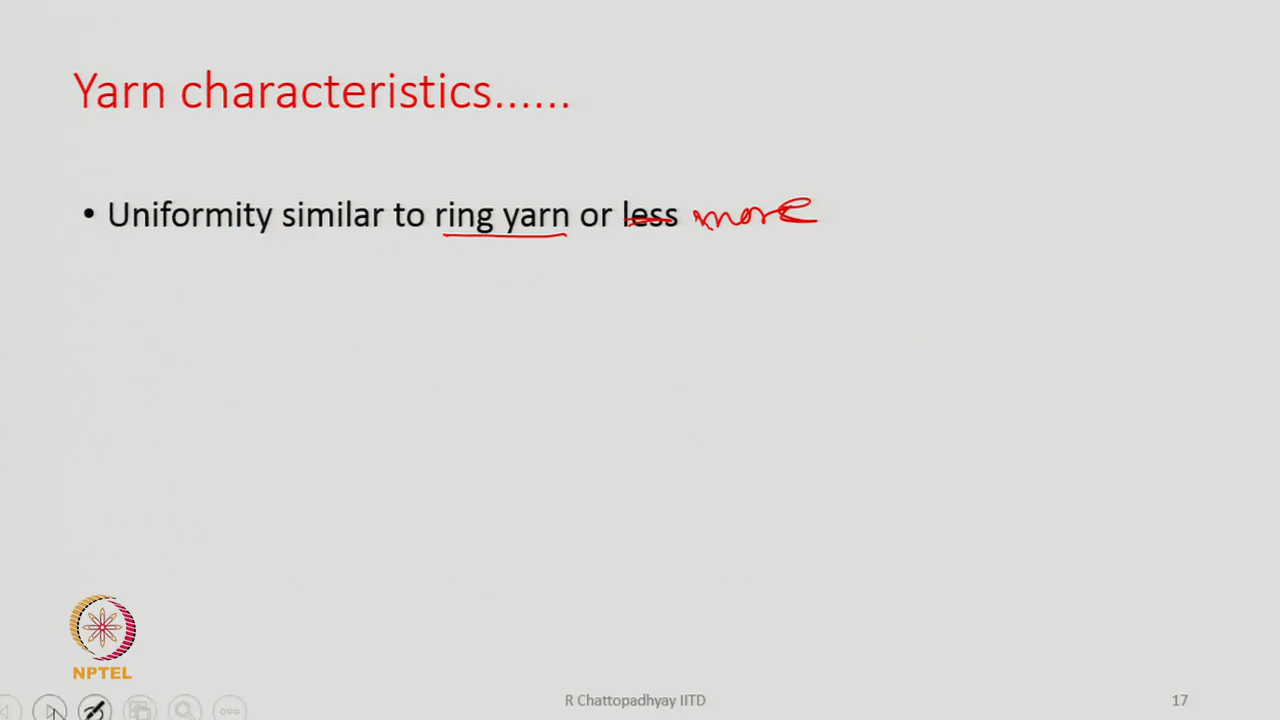 Yarn characteristics......
• Uniformity similar to ring yarn or less more
NPTEL
R Chattopadhyay IITD
17